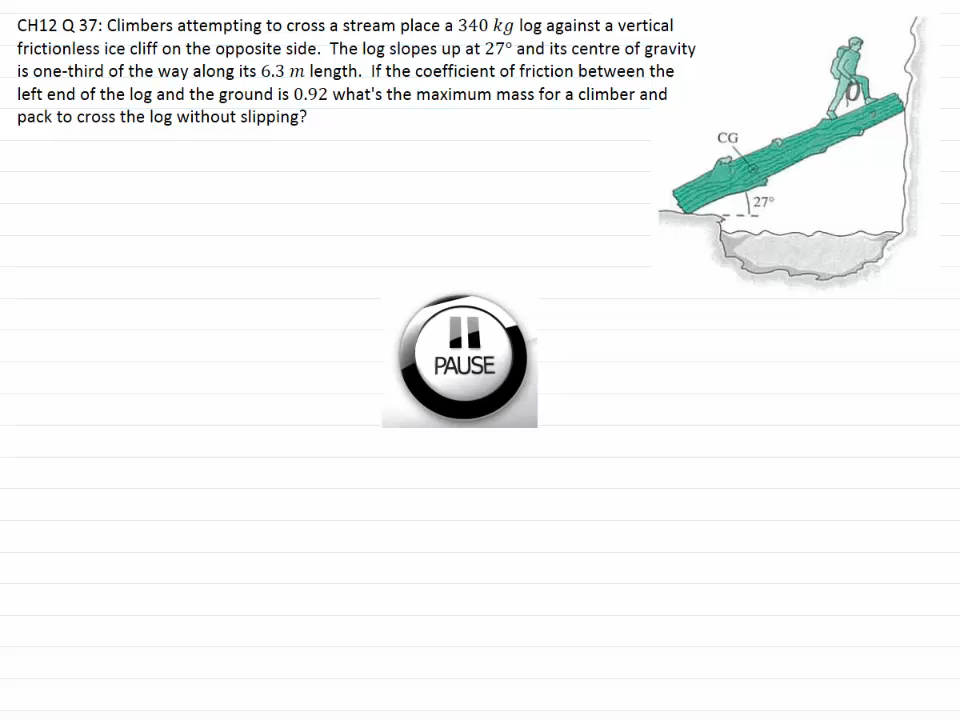 CH12 Q 37: Climbers attempting to cross a stream place a 340 kg log against a vertical
frictionless ice cliff on the opposite side.  The log slopes up at 27° and its centre of gravity
is one-third of the way along its 6.3 m length.  If the coefficient of friction between the
left end of the log and the ground is 0.92 what's the maximum mass for a climber and
pack to cross the log without slipping?
CG
27°
PAUSE